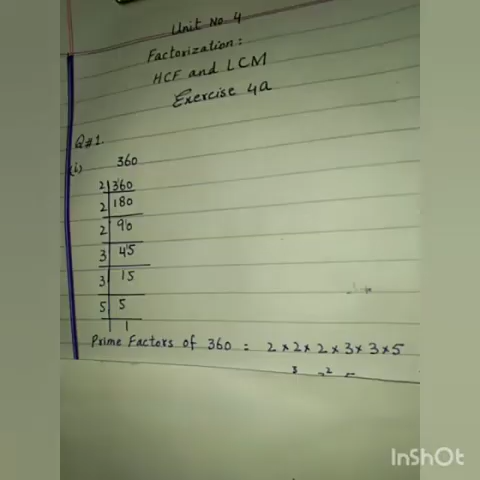 Unit No 4
Factorization:
HCF and LCM
Exercise 4a
Q#1.
(i) 360
2 360
2 180
2 90
3 45
3 15
5 5
1
Prime Factors of 360 = 2 × 2 × 2 × 3 × 3 × 5
InShOt